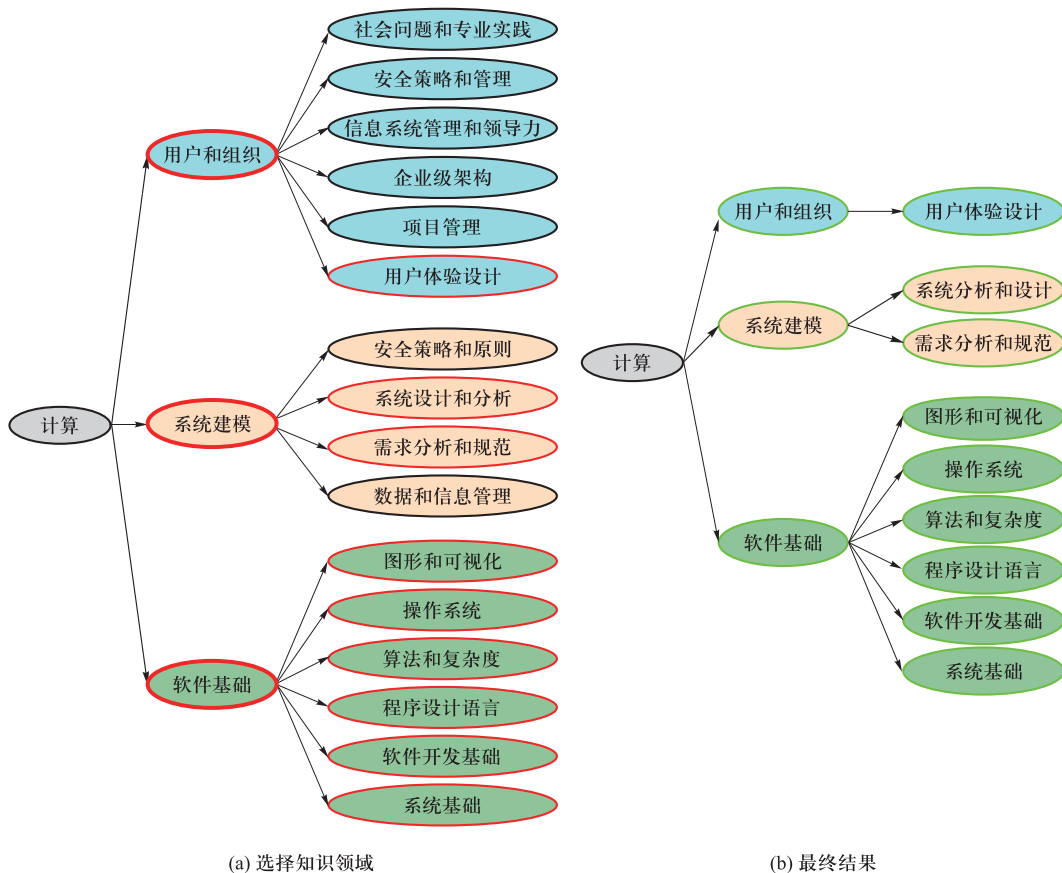 社会问题和专业实践
安全策略和管理
信息系统管理和领导力
用户和组织
企业级架构
项目管理
用户体验设计
安全策略和原则
系统设计和分析
计算
系统建模
需求分析和规范
数据和信息管理
图形和可视化
操作系统
算法和复杂度
软件基础
程序设计语言
软件开发基础
系统基础
(a) 选择知识领域
用户和组织
用户体验设计
系统分析和设计
系统建模
需求分析和规范
计算
图形和可视化
操作系统
算法和复杂度
软件基础
程序设计语言
软件开发基础
系统基础
(b) 最终结果